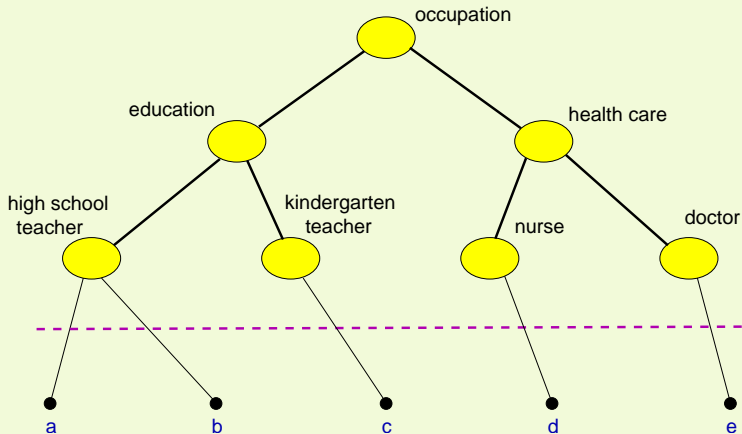 occupation
education
health care
high school
teacher
kindergarten
teacher
nurse
doctor
a
b
c
d
e